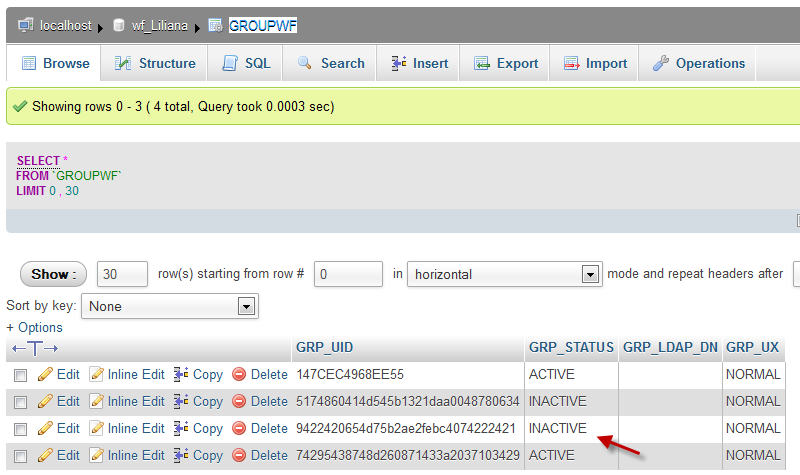 localhost wf_Liliana GROUPWF
Browse Structure SQL Search Insert Export Import Operations
Showing rows 0 - 3 ( 4 total, Query took 0.0003 sec)
SELECT *
FROM `GROUPWF`
LIMIT 0 , 30
Show : 30 row(s) starting from row # 0 in horizontal mode and repeat headers after
Sort by key: None
+ Options
←T→ GRP_UID GRP_STATUS GRP_LDAP_DN GRP_UX
Edit Inline Edit Copy Delete 147CEC4968EE55 ACTIVE NORMAL
Edit Inline Edit Copy Delete 5174860414d545b1321daa0048780634 INACTIVE NORMAL
Edit Inline Edit Copy Delete 9422420654d75b2ae2febc4074222421 INACTIVE NORMAL
Edit Inline Edit Copy Delete 74295438748d260871433a2037103429 ACTIVE NORMAL